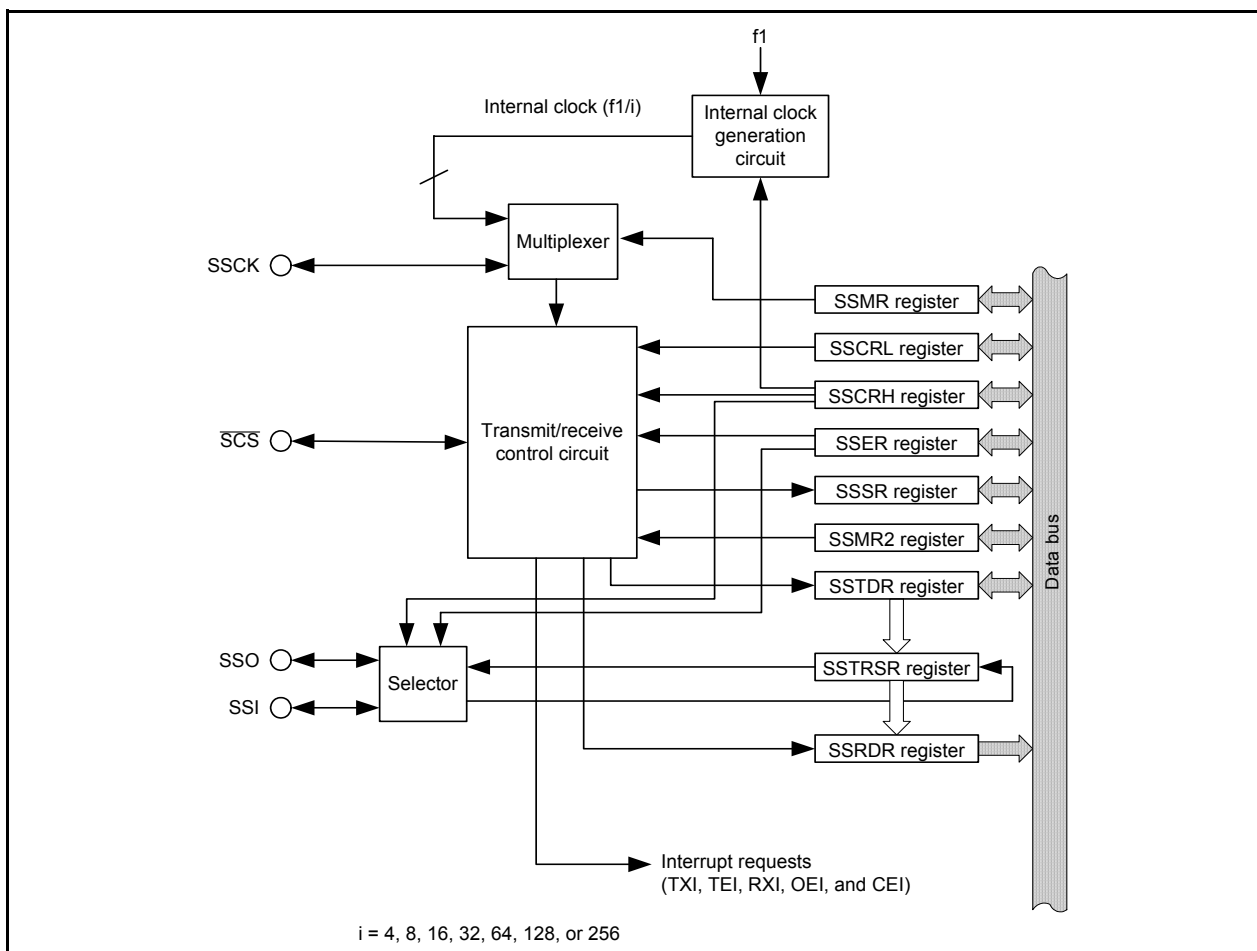 f1
Internal clock (f1/i)
Internal clock
generation
circuit
Multiplexer
SSCK
SSMR register
SSCRL register
SSCRH register
SCS
Transmit/receive
control circuit
SSER register
SSSR register
SSMR2 register
SSTDR register
Data bus
SSO
SSI
Selector
SSTRSR register
SSRDR register
Interrupt requests
(TXI, TEI, RXI, OEI, and CEI)
i = 4, 8, 16, 32, 64, 128, or 256